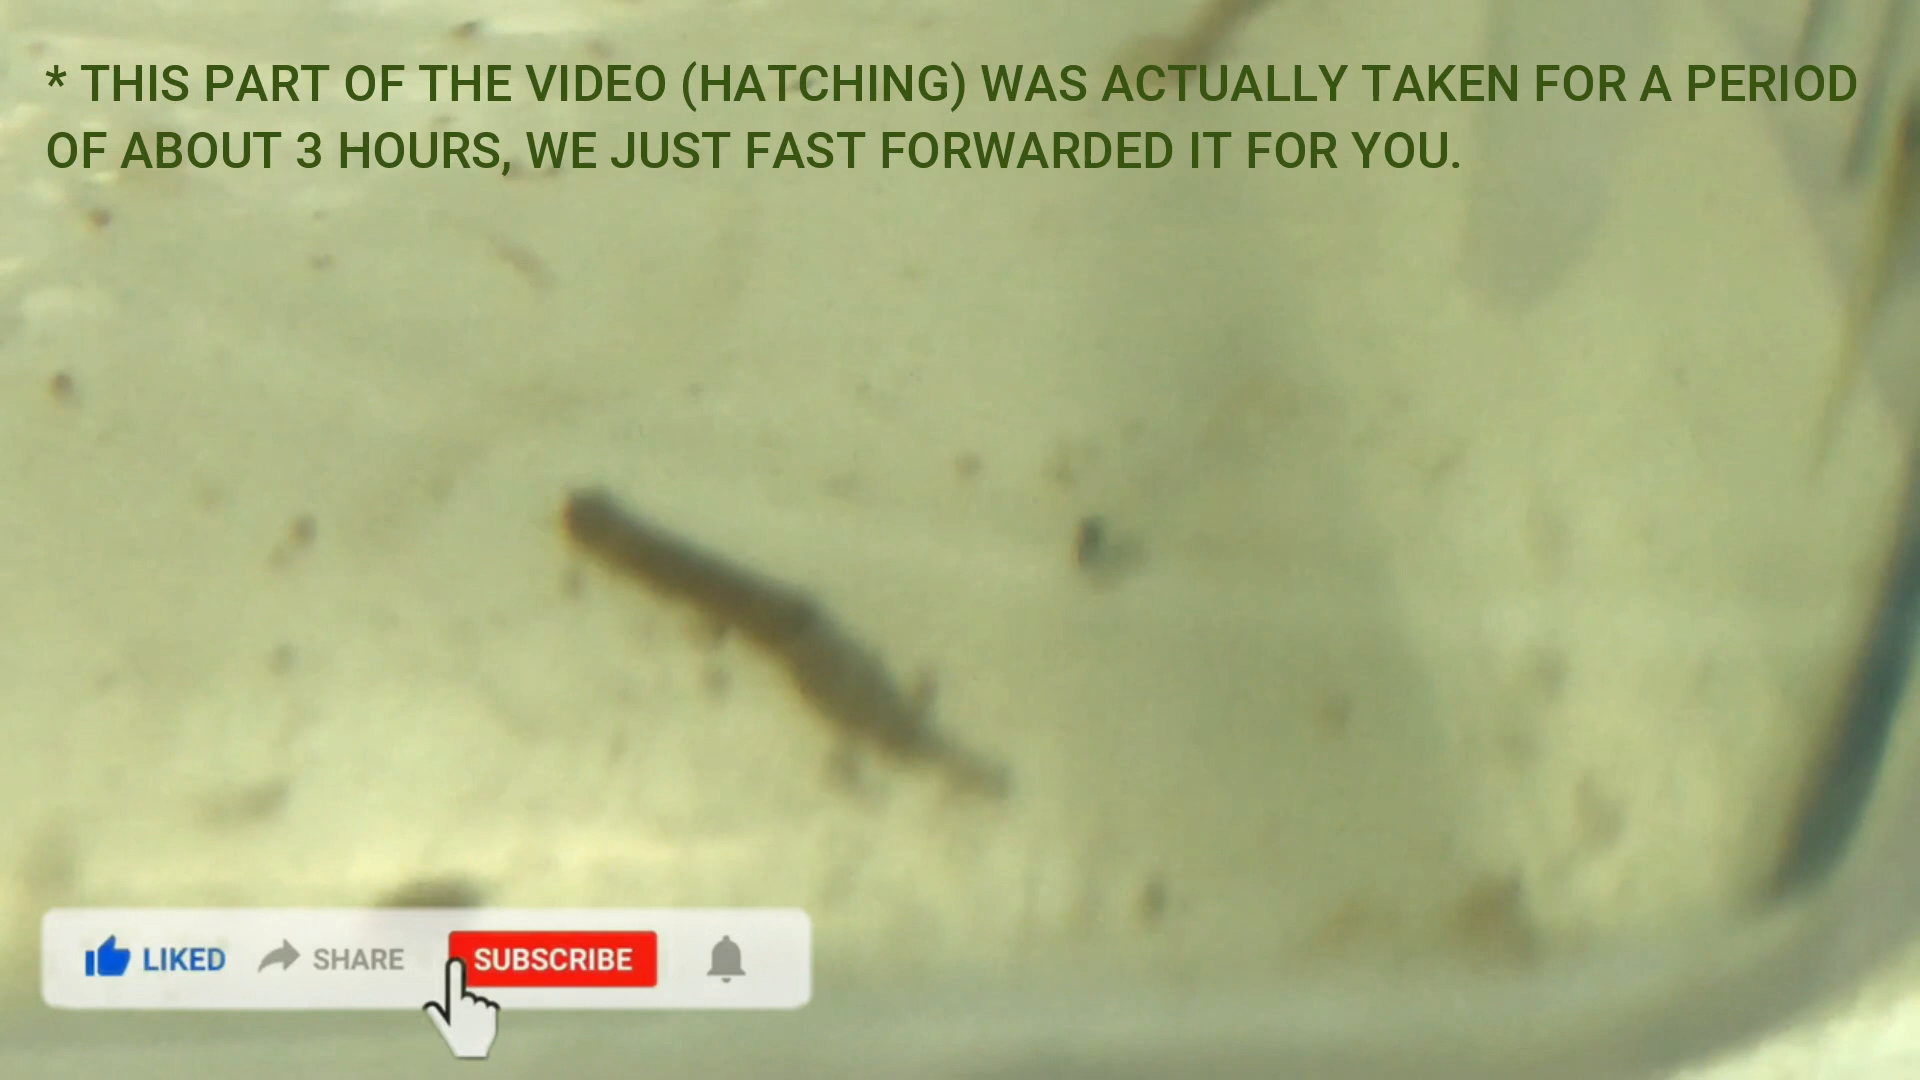 * THIS PART OF THE VIDEO (HATCHING) WAS ACTUALLY TAKEN FOR A PERIOD
OF ABOUT 3 HOURS, WE JUST FAST FORWARDED IT FOR YOU.
LIKED SHARE SUBSCRIBE